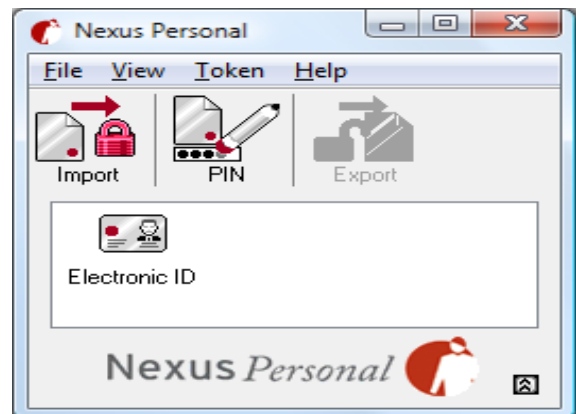 Nexus Personal
File View Token Help
Import PIN Export
Electronic ID
Nexus Personal